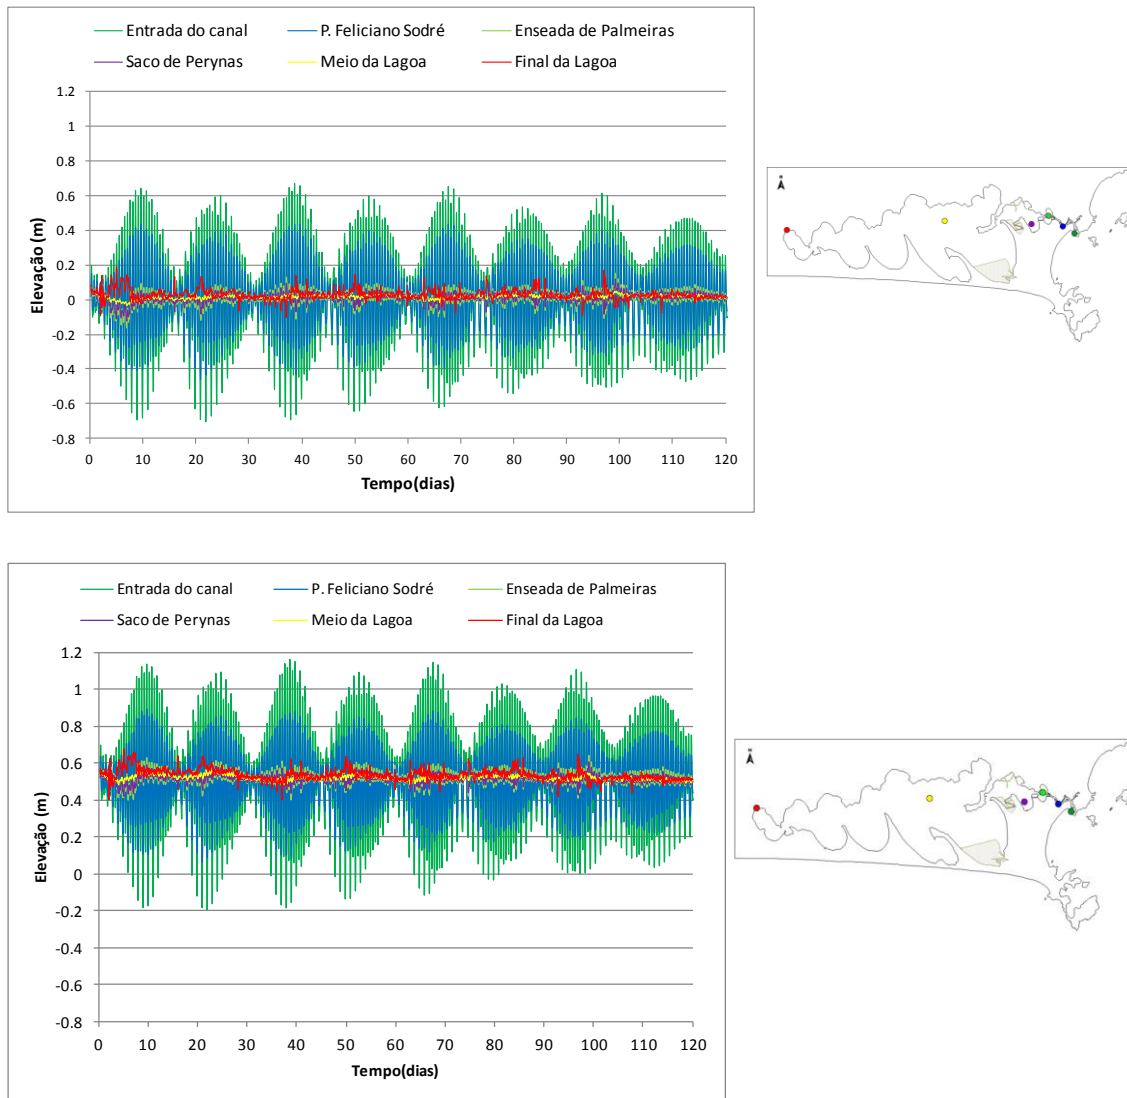 Entrada do canal P. Feliciano Sodré Enseada de Palmeiras
Saco de Perynas Meio da Lagoa Final da Lagoa
1.2
1
0.8
0.6
0.4
0.2
0
-0.2
-0.4
-0.6
-0.8
Elevação (m)
0 10 20 30 40 50 60 70 80 90 100 110 120
Tempo(dias)
Entrada do canal P. Feliciano Sodré Enseada de Palmeiras
Saco de Perynas Meio da Lagoa Final da Lagoa
1.2
1
0.8
0.6
0.4
0.2
0
-0.2
-0.4
-0.6
-0.8
Elevação (m)
0 10 20 30 40 50 60 70 80 90 100 110 120
Tempo(dias)